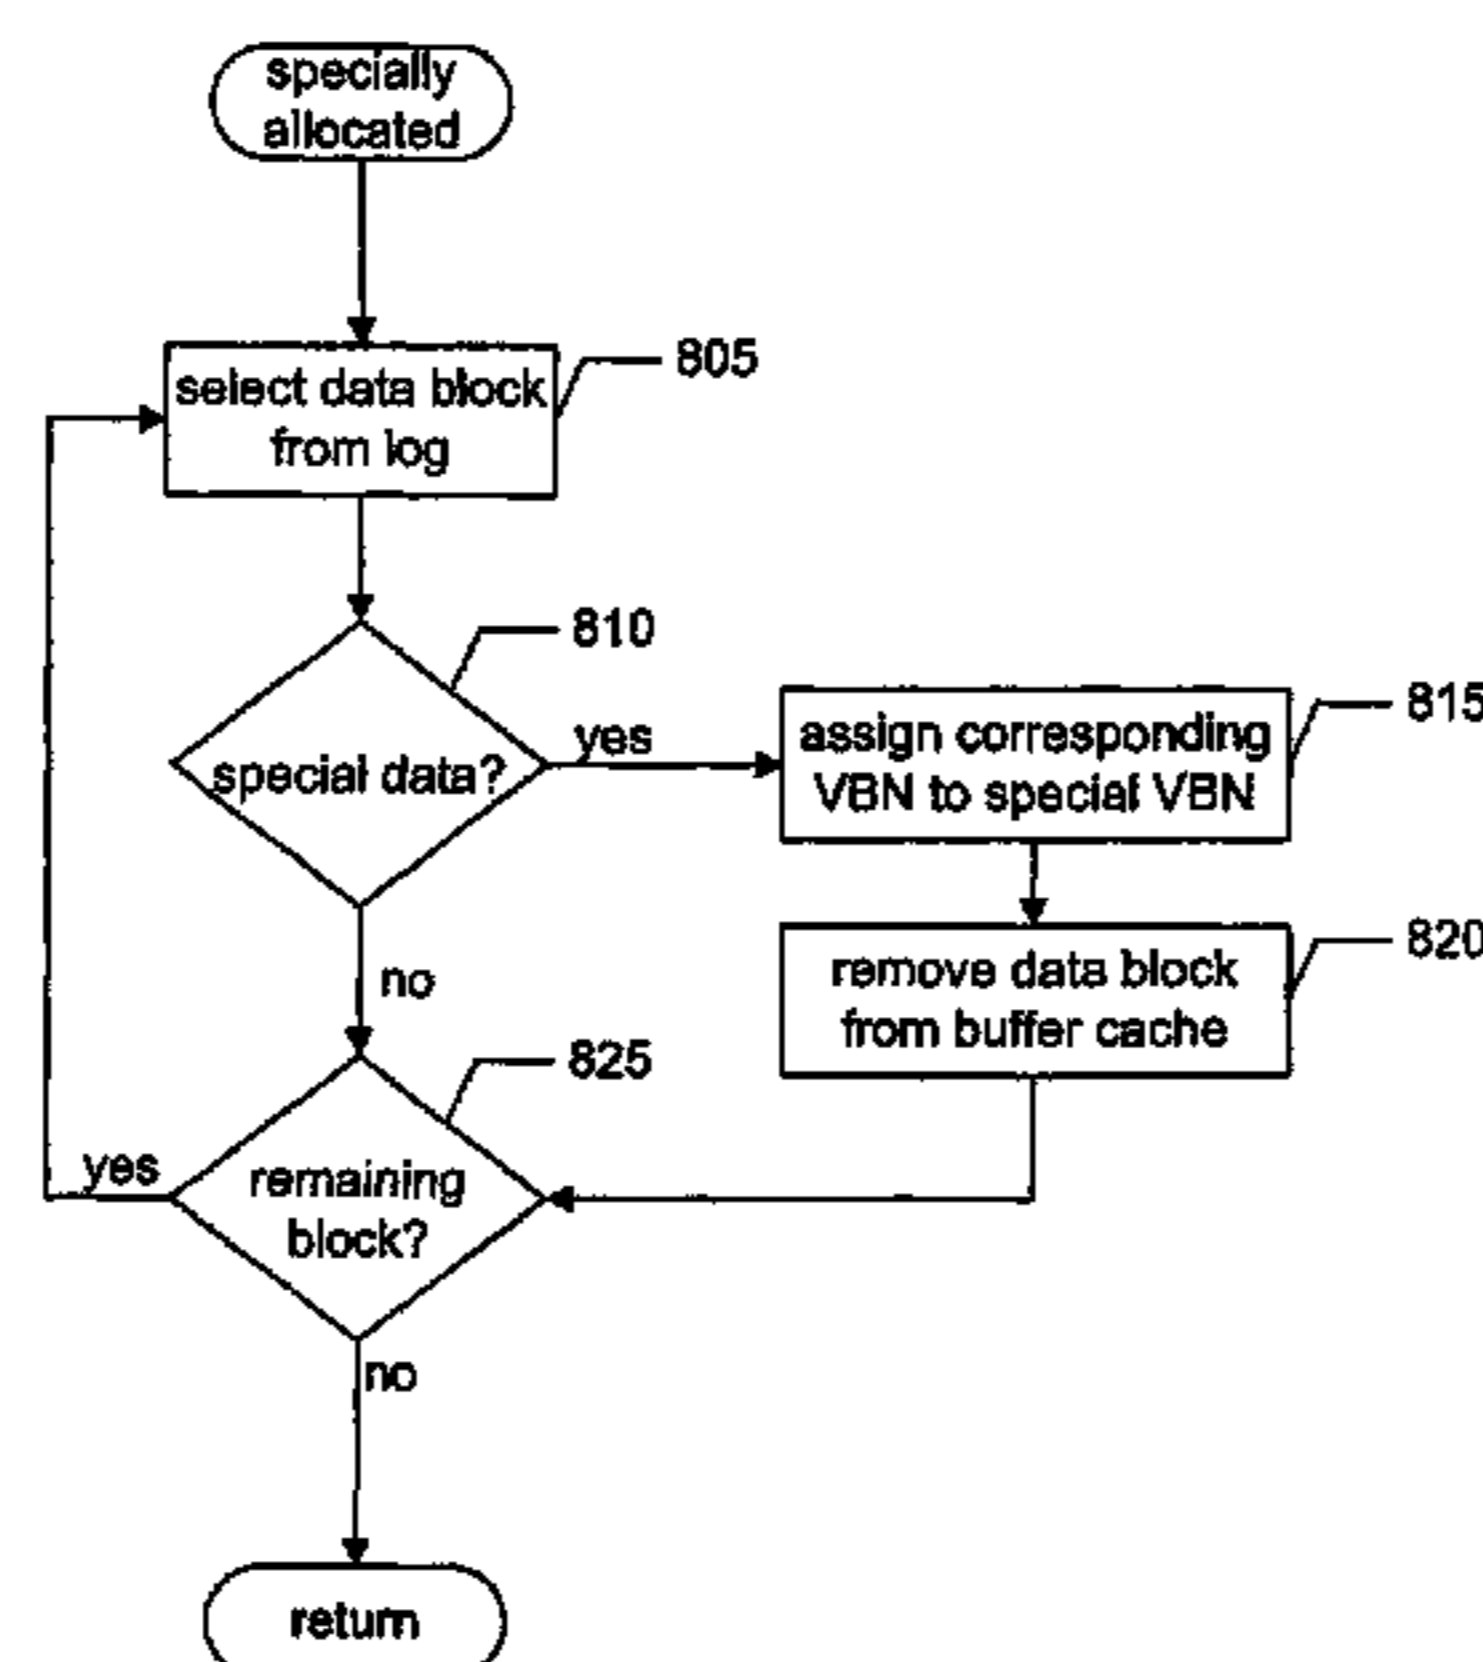 specially
allocated
805
select data block
from log
810
special data?
yes
815
assign corresponding
VBN to special VBN
820
remove data block
from buffer cache
no
825
yes
remaining
block?
no
return